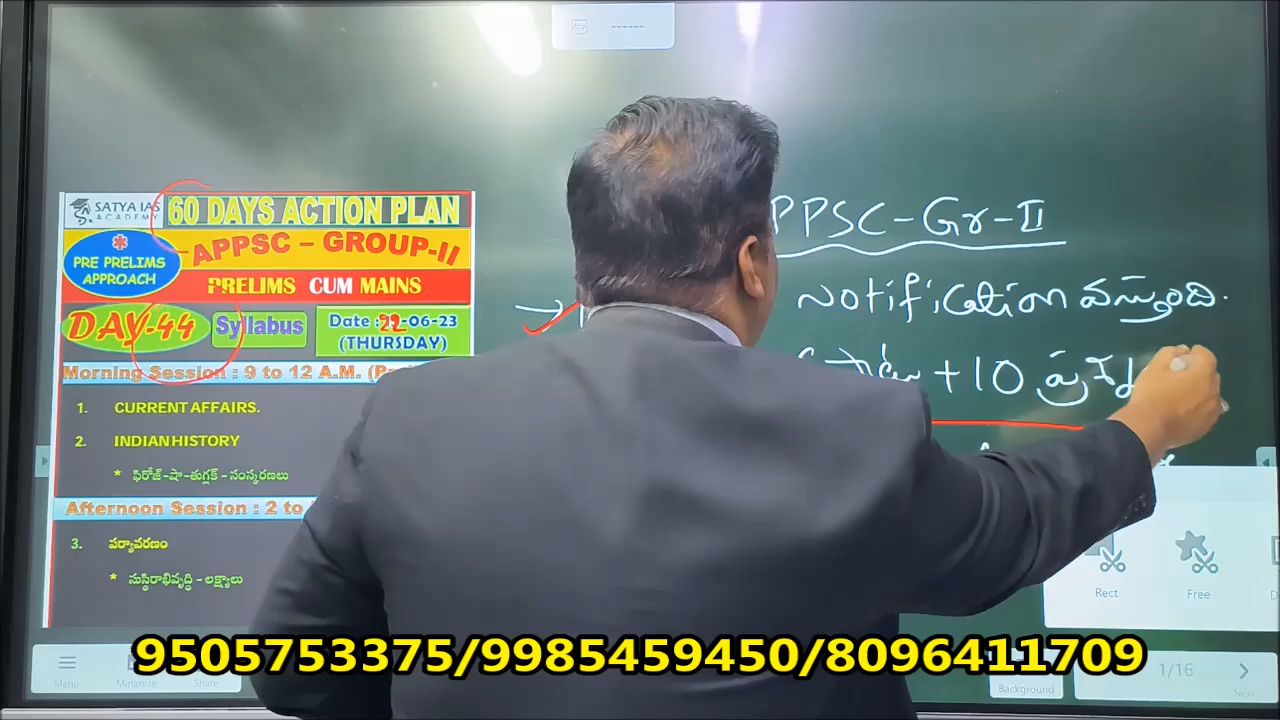 SATYA IAS
ACADEMY
60 DAYS ACTION PLAN
PRE PRELIMS
APPROACH
APPSC – GROUP-II
PRELIMS CUM MAINS
DAY-44
Syllabus
Date : 22-06-23
(THURSDAY)
Morning Session : 9 to 12 A.M.
1. CURRENT AFFAIRS.
2. INDIAN HISTORY
* ఫిరోజ్-షా-తుగ్లక్ - సంస్కరణలు
Afternoon Session : 2 to
3. పర్యావరణం
* సుస్థిరాభివృద్ధి - లక్ష్యాలు
PPSC-Gr-II
Notification వస్తుంది.
+10
Rect
Free
Menu
Minimize
Share
Background
1/16
Next
9505753375/9985459450/8096411709